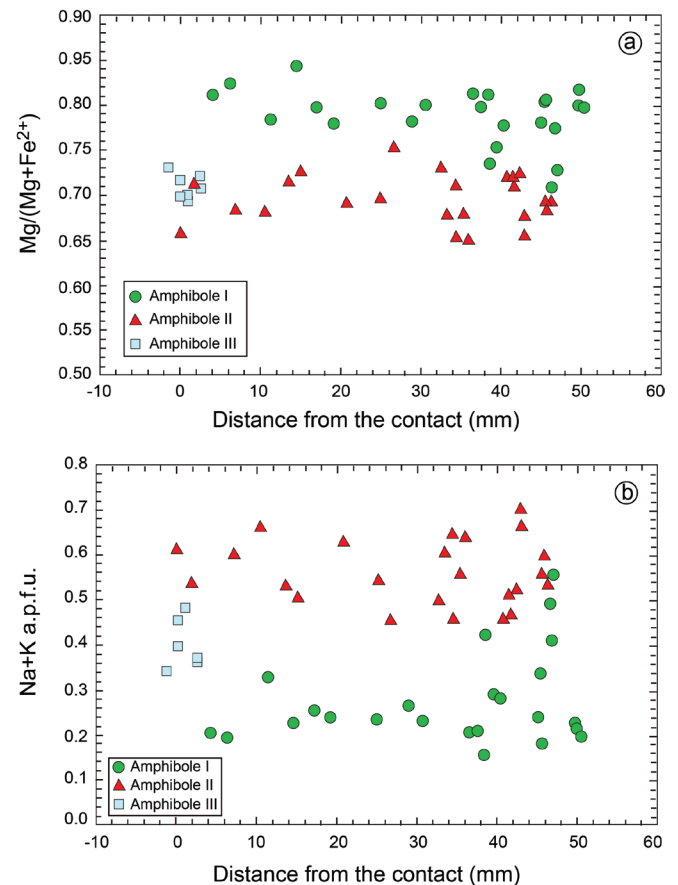 a
0.90
0.85
0.80
0.75
0.70
0.65
0.60
0.55
0.50
Mg/(Mg+Fe²⁺)
Amphibole I
Amphibole II
Amphibole III
-10 0 10 20 30 40 50 60
Distance from the contact (mm)
b
0.8
0.7
0.6
0.5
0.4
0.3
0.2
0.1
0.0
Na+K a.p.f.u.
Amphibole I
Amphibole II
Amphibole III
-10 0 10 20 30 40 50 60
Distance from the contact (mm)